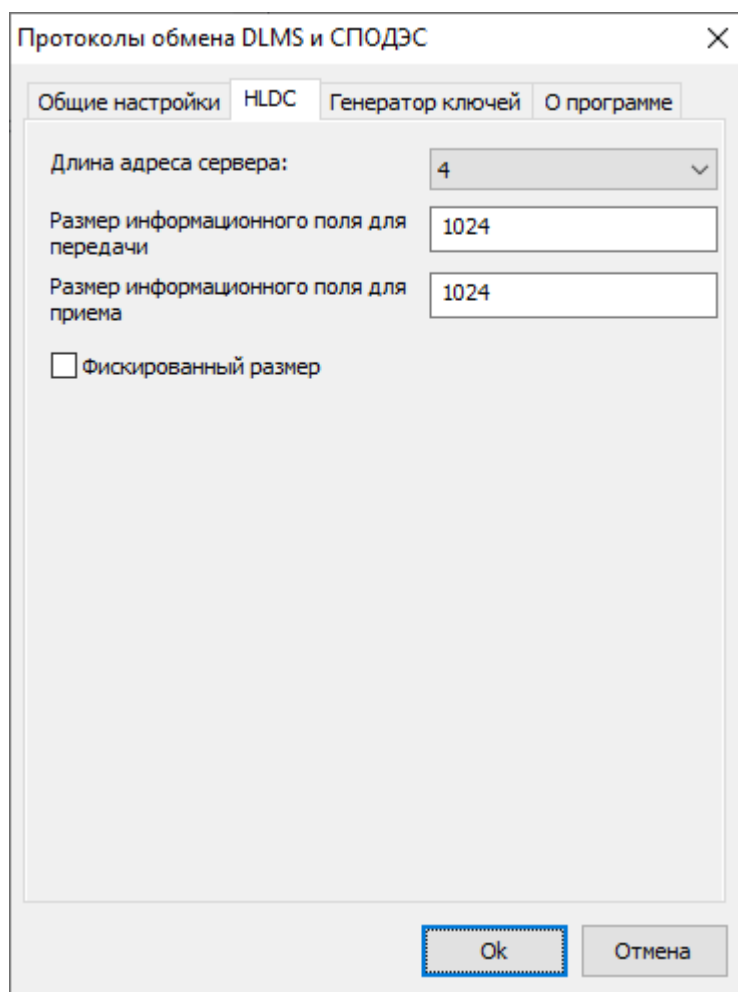 Протоколы обмена DLMS и СПОДЭС
Общие настройки HLDC Генератор ключей О программе
Длина адреса сервера: 4
Размер информационного поля для
передачи
1024
Размер информационного поля для
приема
1024
Фискированный размер
Ok Отмена